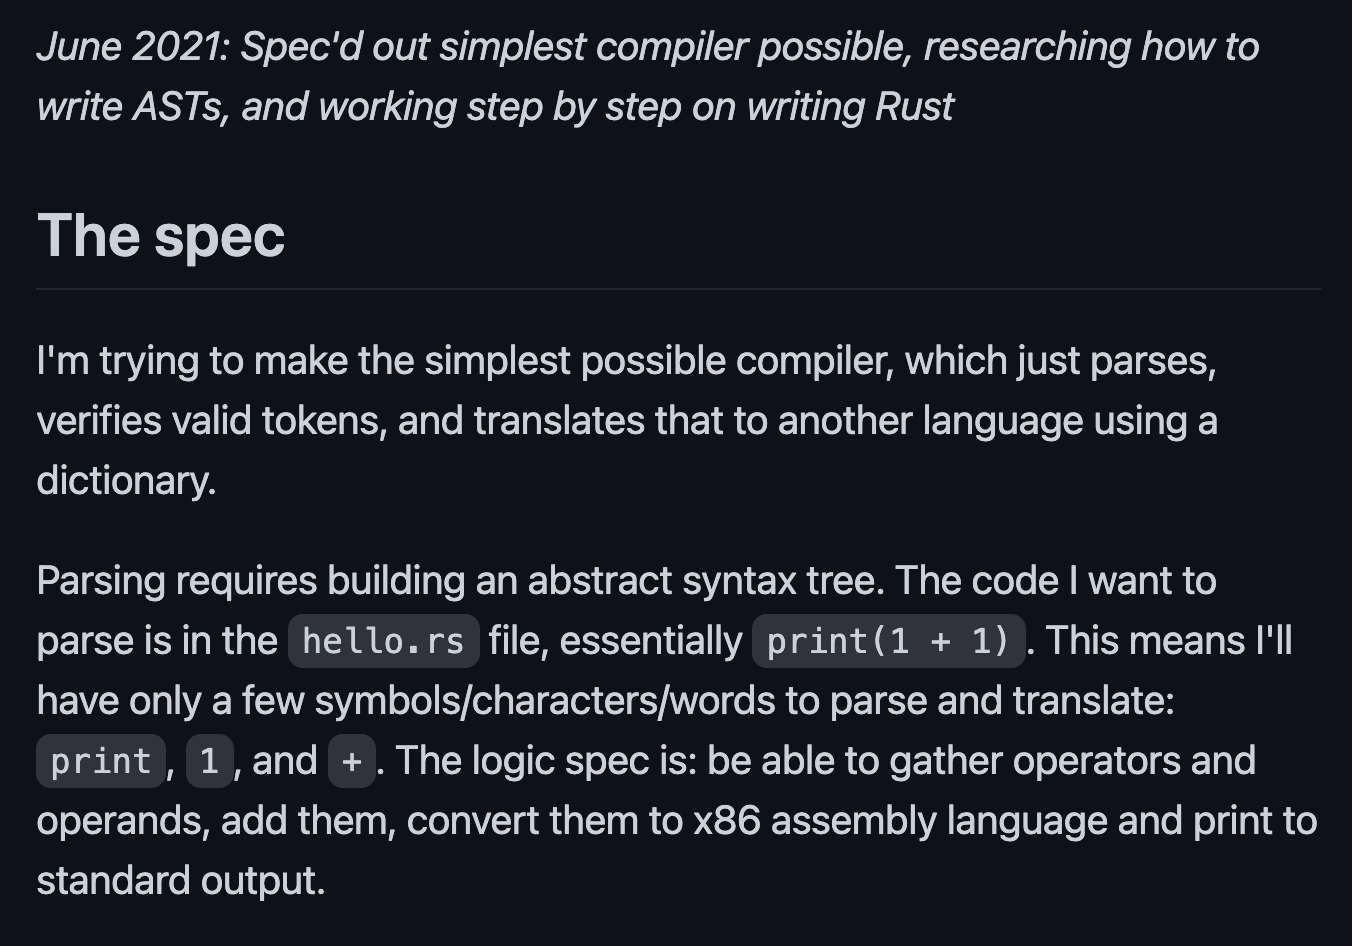 June 2021: Spec'd out simplest compiler possible, researching how to
write ASTs, and working step by step on writing Rust
The spec
I'm trying to make the simplest possible compiler, which just parses,
verifies valid tokens, and translates that to another language using a
dictionary.
Parsing requires building an abstract syntax tree. The code I want to
parse is in the hello.rs file, essentially print(1 + 1). This means I'll
have only a few symbols/characters/words to parse and translate:
print, 1, and +. The logic spec is: be able to gather operators and
operands, add them, convert them to x86 assembly language and print to
standard output.